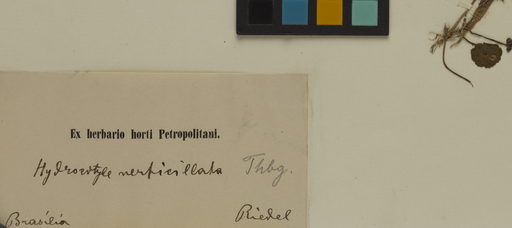 Ex herbario horti Petropolitani.
Hydrocotyle verticillata Thbg.
Brasilia Riedel